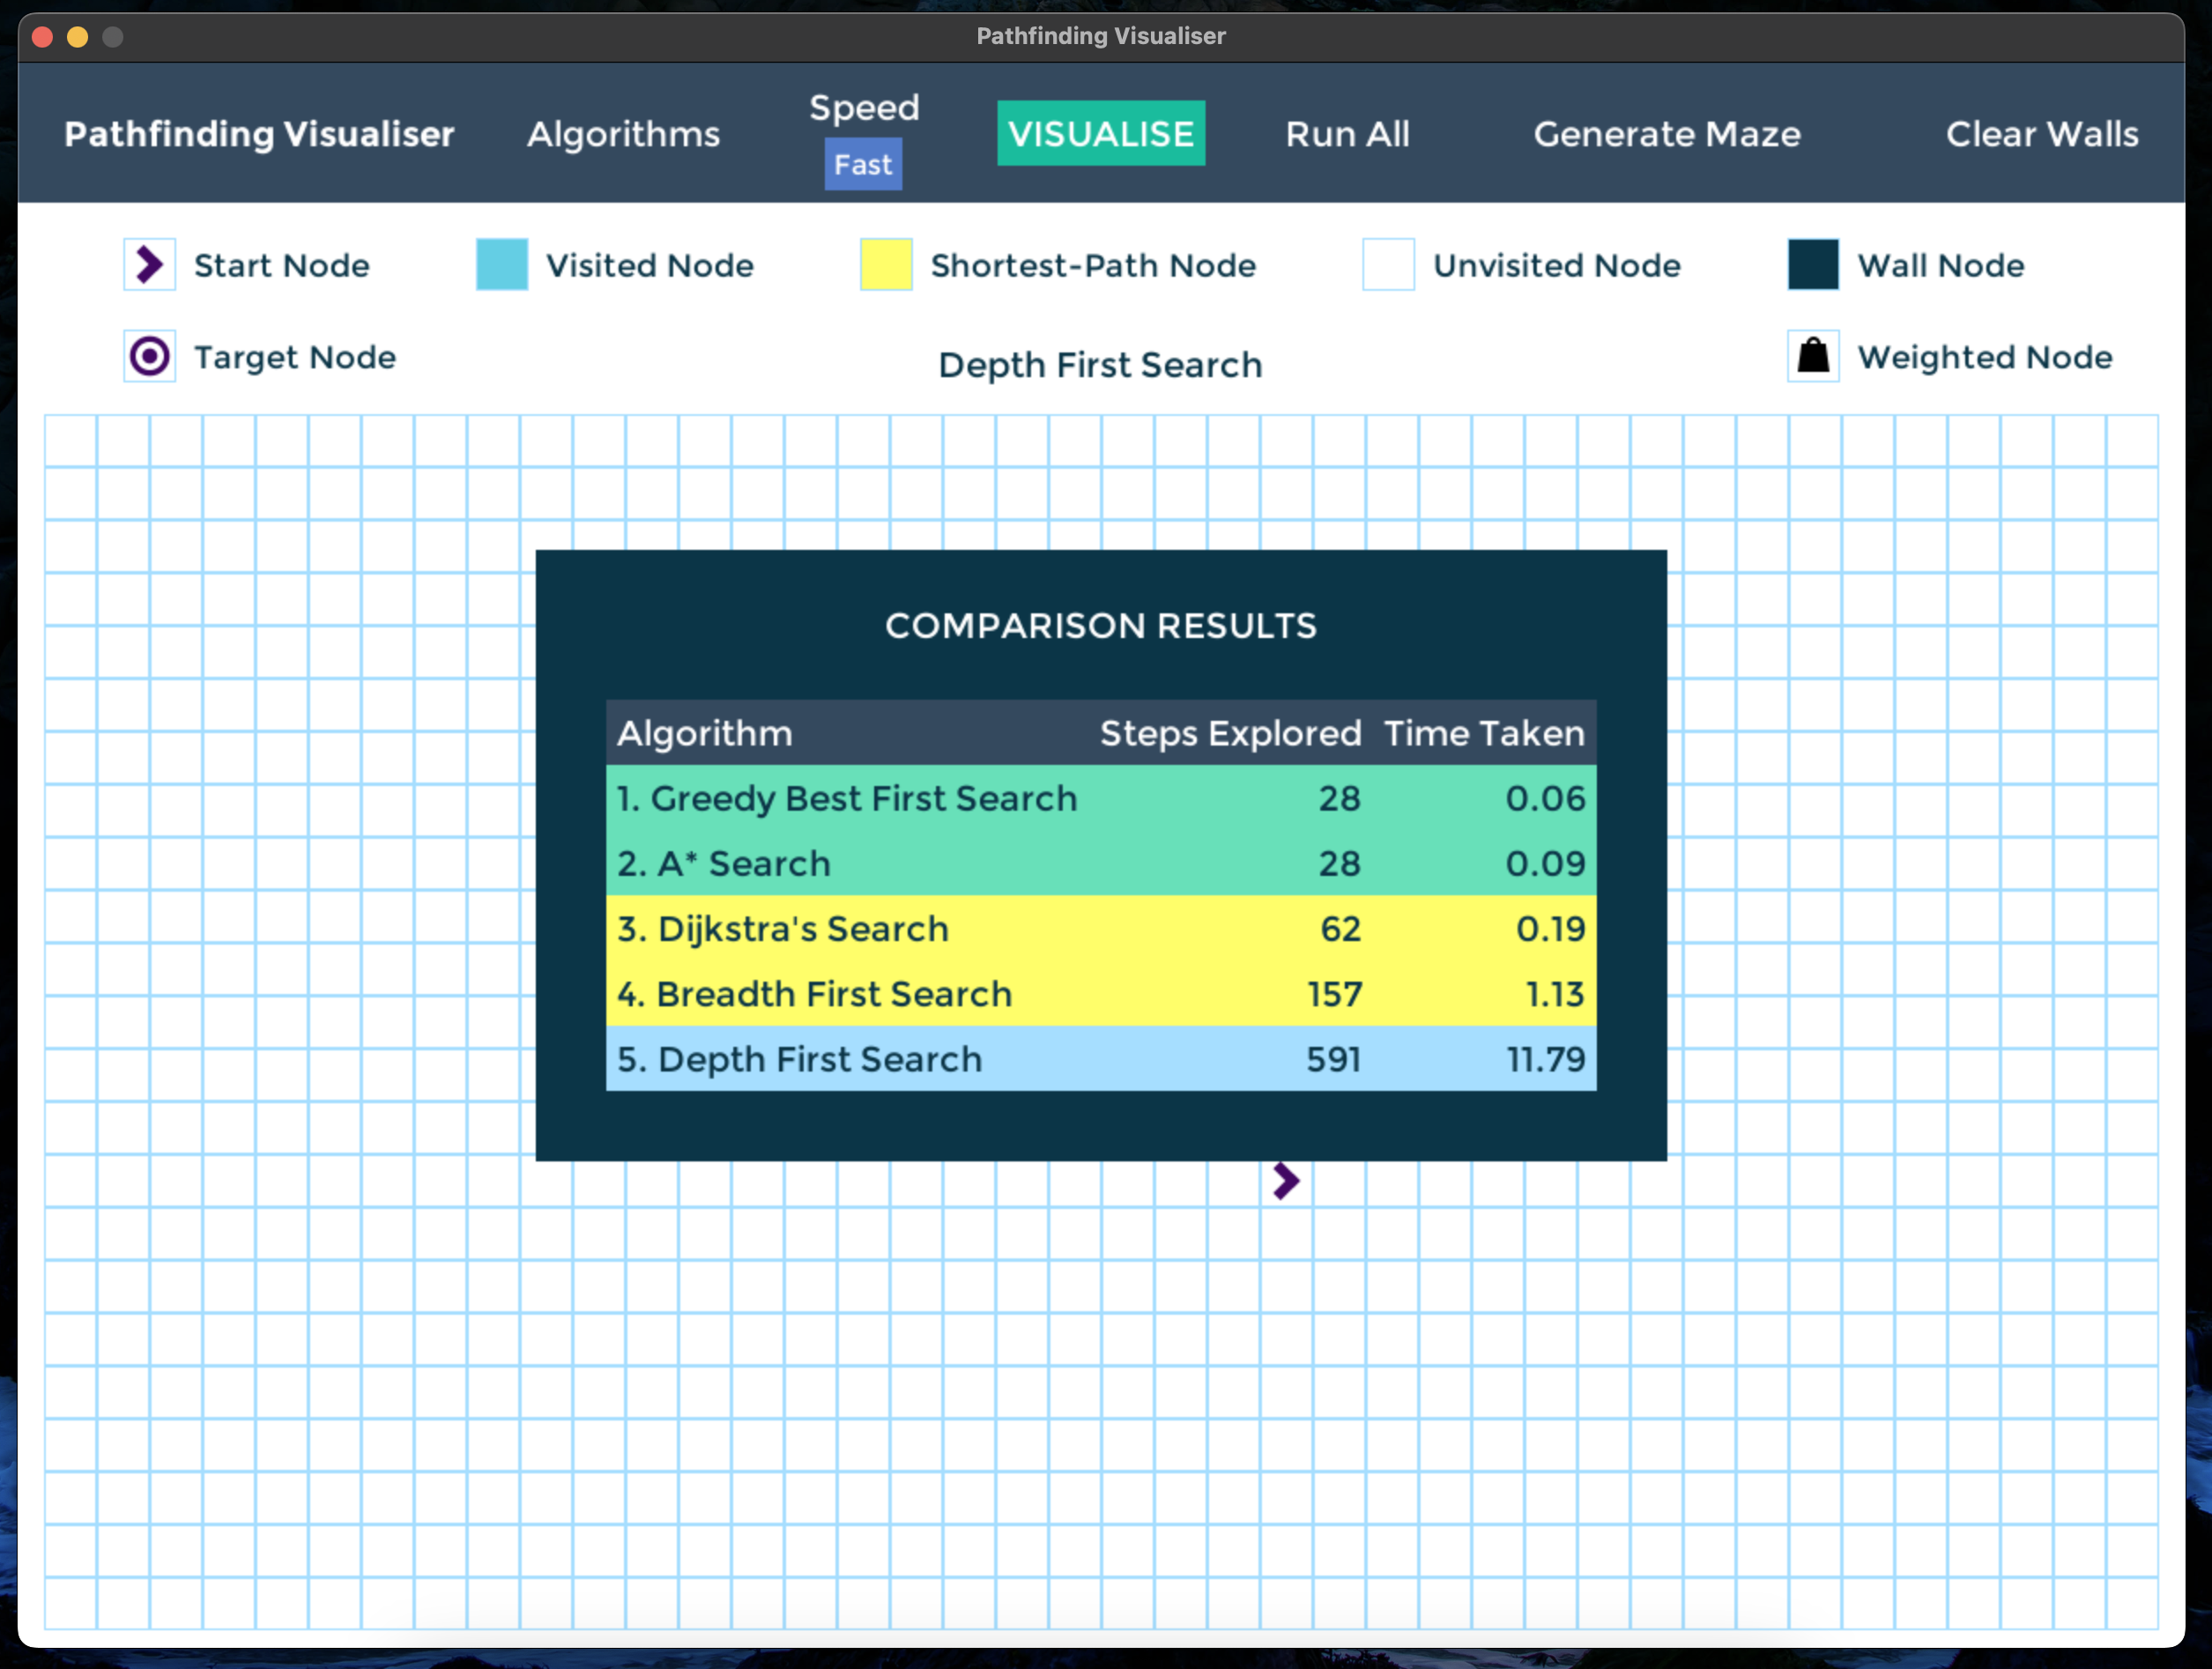 Pathfinding Visualiser
Pathfinding Visualiser
Algorithms
Speed
Fast
VISUALISE
Run All
Generate Maze
Clear Walls
Start Node
Visited Node
Shortest-Path Node
Unvisited Node
Wall Node
Target Node
Depth First Search
Weighted Node
COMPARISON RESULTS
Algorithm Steps Explored Time Taken
1. Greedy Best First Search 28 0.06
2. A* Search 28 0.09
3. Dijkstra's Search 62 0.19
4. Breadth First Search 157 1.13
5. Depth First Search 591 11.79